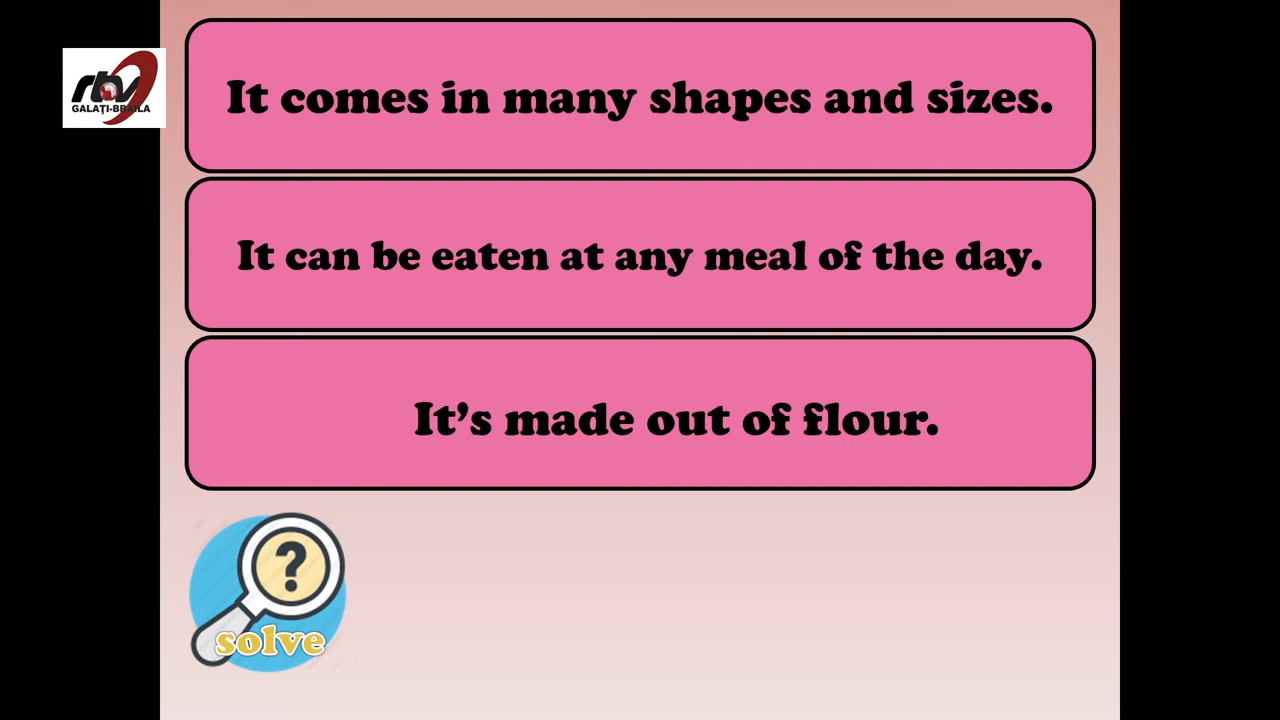 rtv
GALAȚI-BRĂILA
It comes in many shapes and sizes.
It can be eaten at any meal of the day.
It's made out of flour.
?
solve